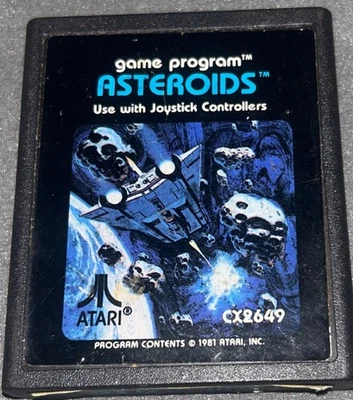 game program™
ASTEROIDS™
Use with Joystick Controllers
ATARI®
CX2649
PROGRAM CONTENTS © 1981 ATARI, INC.